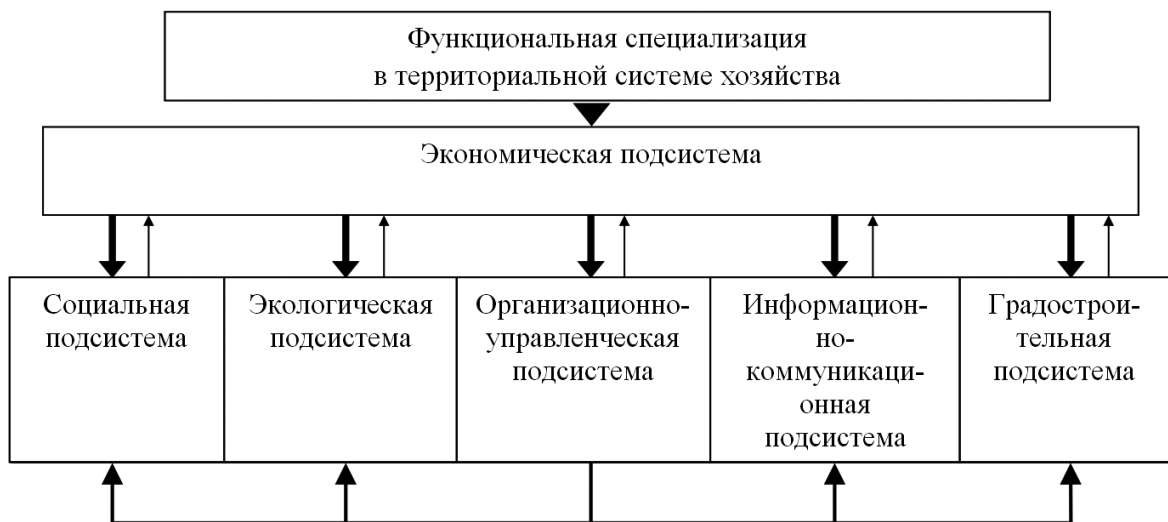 Функциональная специализация
в территориальной системе хозяйства
Экономическая подсистема
Социальная
подсистема
Экологическая
подсистема
Организационно-
управленческая
подсистема
Информацион-
но-
коммуникаци-
онная
подсистема
Градострои-
тельная
подсистема